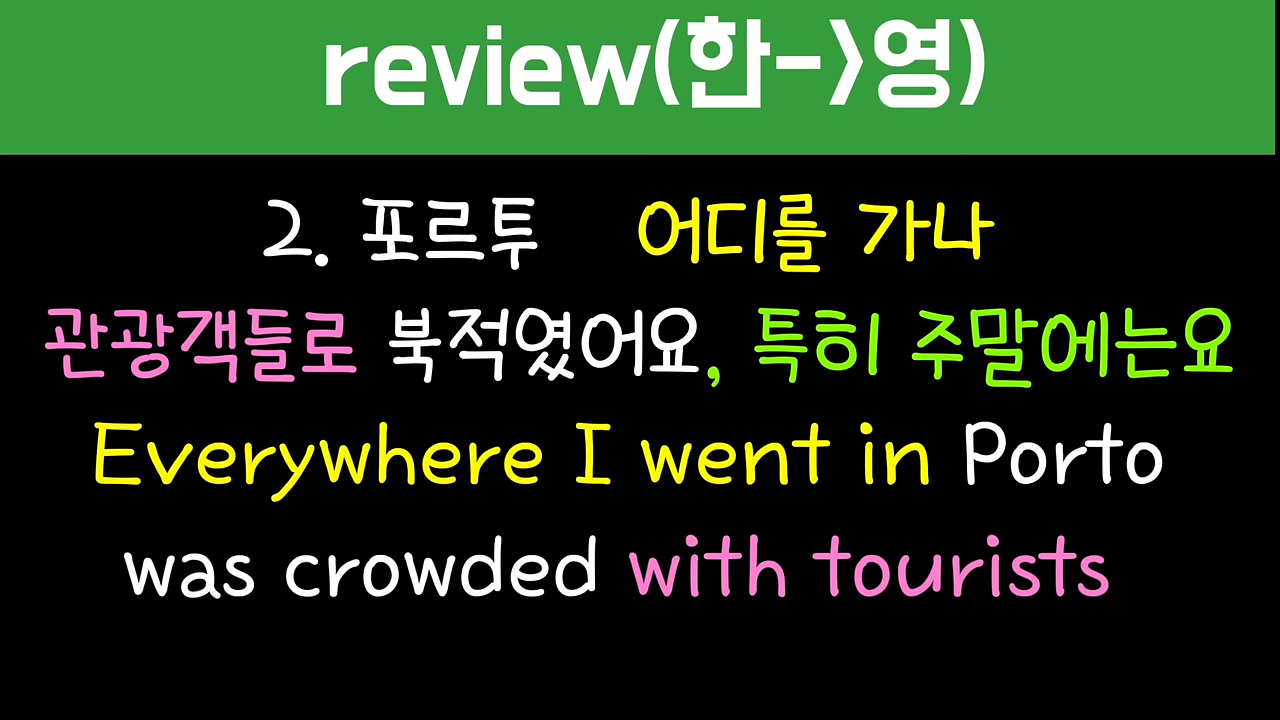 review(한->영)
2. 포르투 어디를 가나
관광객들로 북적였어요, 특히 주말에는요
Everywhere I went in Porto
was crowded with tourists